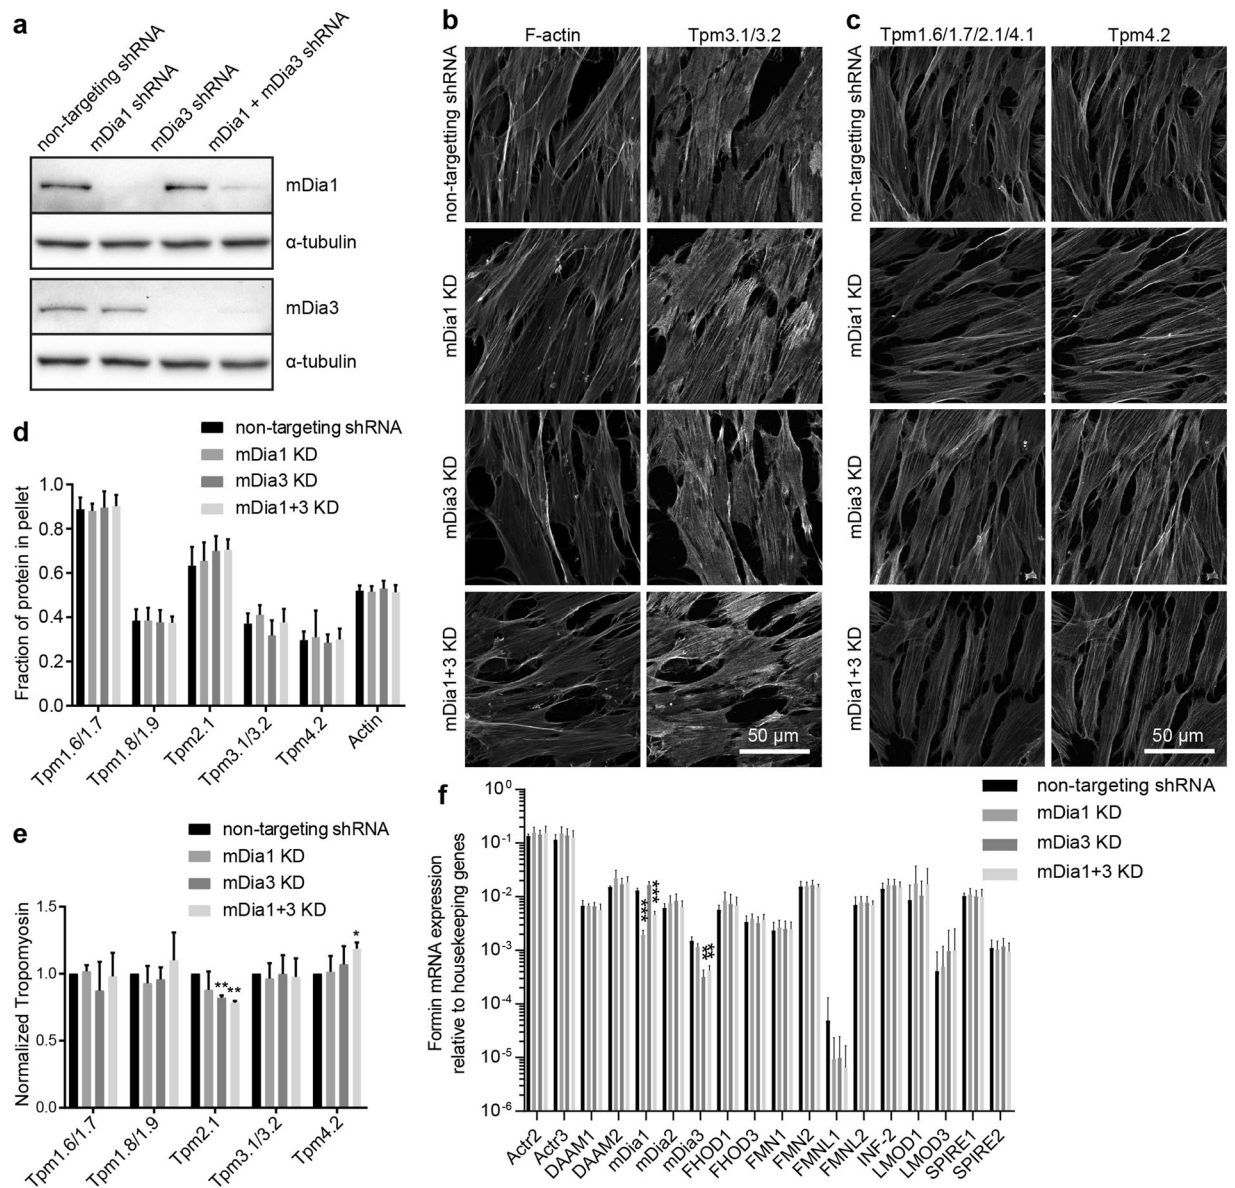 a
non-targeting shRNA
mDia1 shRNA
mDia3 shRNA
mDia1 + mDia3 shRNA
mDia1
α-tubulin
mDia3
α-tubulin
b
F-actin
Tpm3.1/3.2
non-targetting shRNA
mDia1 KD
mDia3 KD
mDia1+3 KD
50 µm
c
Tpm1.6/1.7/2.1/4.1
Tpm4.2
non-targeting shRNA
mDia1 KD
mDia3 KD
mDia1+3 KD
50 µm
d
non-targeting shRNA
mDia1 KD
mDia3 KD
mDia1+3 KD
Fraction of protein in pellet
1.0
0.8
0.6
0.4
0.2
0.0
Tpm1.6/1.7
Tpm1.8/1.9
Tpm2.1
Tpm3.1/3.2
Tpm4.2
Actin
e
non-targeting shRNA
mDia1 KD
mDia3 KD
mDia1+3 KD
Normalized Tropomyosin
1.5
1.0
0.5
0.0
** **
*
Tpm1.6/1.7
Tpm1.8/1.9
Tpm2.1
Tpm3.1/3.2
Tpm4.2
f
non-targeting shRNA
mDia1 KD
mDia3 KD
mDia1+3 KD
Formin mRNA expression
relative to housekeeping genes
10⁰
10⁻¹
10⁻²
10⁻³
10⁻⁴
10⁻⁵
10⁻⁶
***
***
**
**
Actr2
Actr3
DAAM1
DAAM2
mDia1
mDia2
mDia3
FHOD1
FHOD3
FMN1
FMN2
FMNL1
FMNL2
INF-2
LMOD1
LMOD3
SPIRE1
SPIRE2